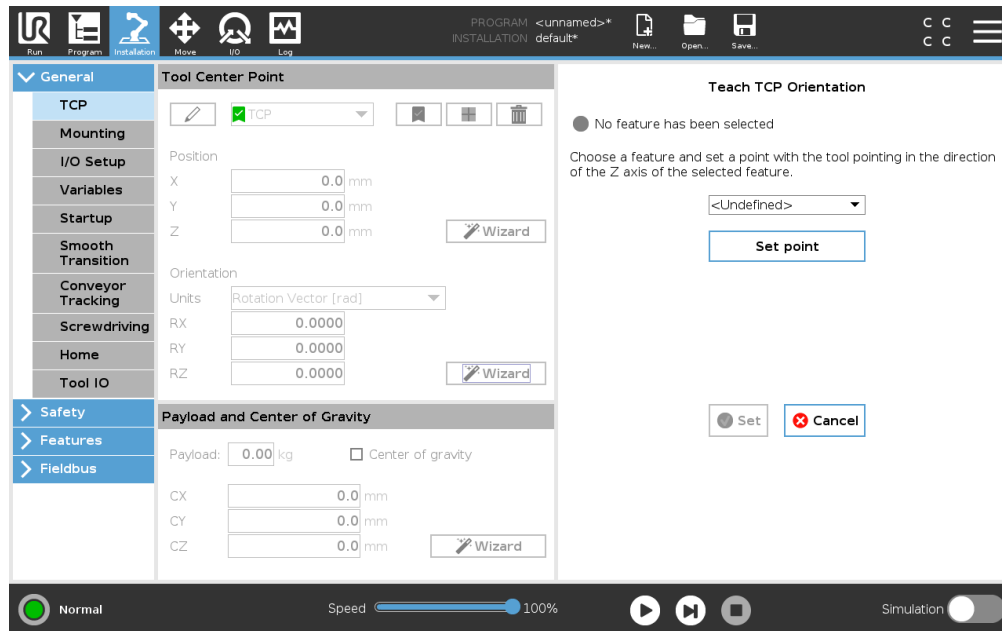 PROGRAM <unnamed>*
INSTALLATION default*
C C
C C
Run
Program
Installation
Move
I/O
Log
New...
Open...
Save...
General
TCP
Mounting
I/O Setup
Variables
Startup
Smooth
Transition
Conveyor
Tracking
Screwdriving
Home
Tool IO
Safety
Features
Fieldbus
Tool Center Point
TCP
Position
X 0.0 mm
Y 0.0 mm
Z 0.0 mm
Wizard
Orientation
Units Rotation Vector [rad]
RX 0.0000
RY 0.0000
RZ 0.0000
Wizard
Payload and Center of Gravity
Payload: 0.00 kg Center of gravity
CX 0.0 mm
CY 0.0 mm
CZ 0.0 mm
Wizard
Teach TCP Orientation
No feature has been selected
Choose a feature and set a point with the tool pointing in the direction
of the Z axis of the selected feature.
<Undefined>
Set point
Set
Cancel
Normal
Speed 100%
Simulation